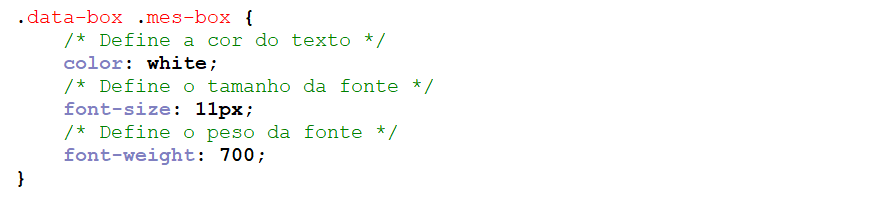 .data-box .mes-box {
    /* Define a cor do texto */
    color: white;
    /* Define o tamanho da fonte */
    font-size: 11px;
    /* Define o peso da fonte */
    font-weight: 700;
}